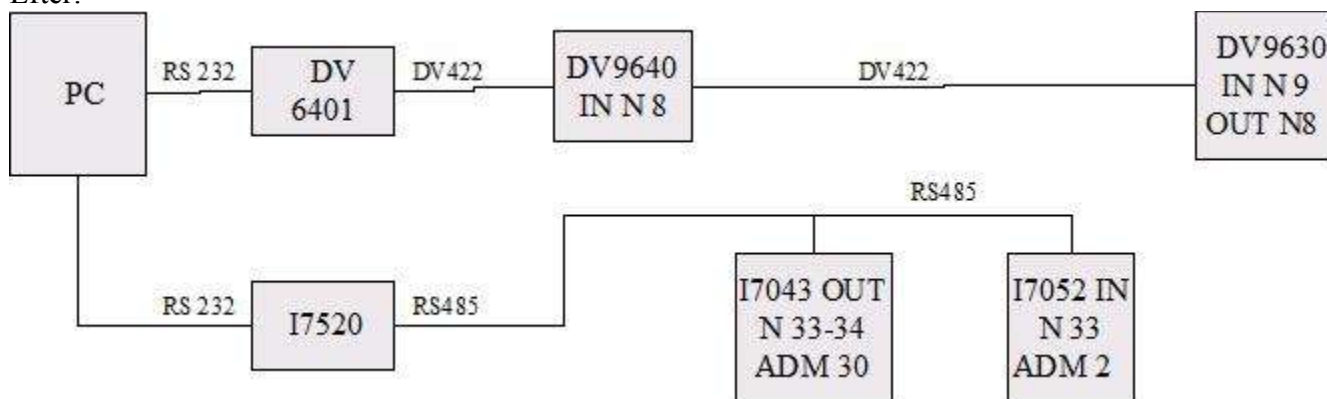 Efter:
PC
RS 232
DV
6401
DV422
DV9640
IN N 8
DV422
DV9630
IN N 9
OUT N8
RS 232
I7520
RS485
RS485
I7043 OUT
N 33-34
ADM 30
I7052 IN
N 33
ADM 2